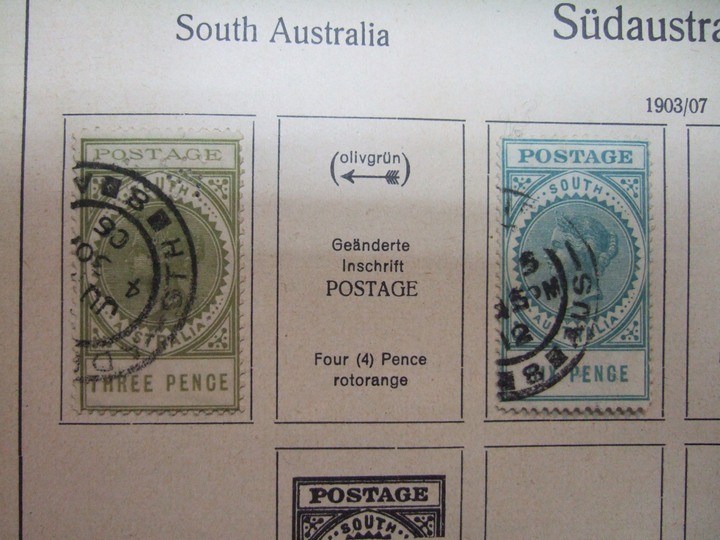 South Australia
Südaustra
1903/07
POSTAGE
SOUTH
AUSTRALIA
THREE PENCE
(olivgrün)
Geänderte
Inschrift
POSTAGE
Four (4) Pence
rotorange
POSTAGE
SOUTH
AUSTRALIA
PENCE
POSTAGE
SOUTH